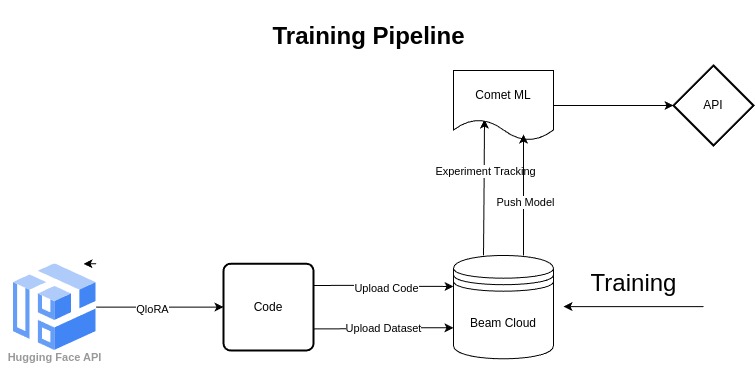 Training Pipeline
Comet ML
API
Experiment Tracking
Push Model
Training
QloRA
Code
Upload Code
Upload Dataset
Beam Cloud
Hugging Face API